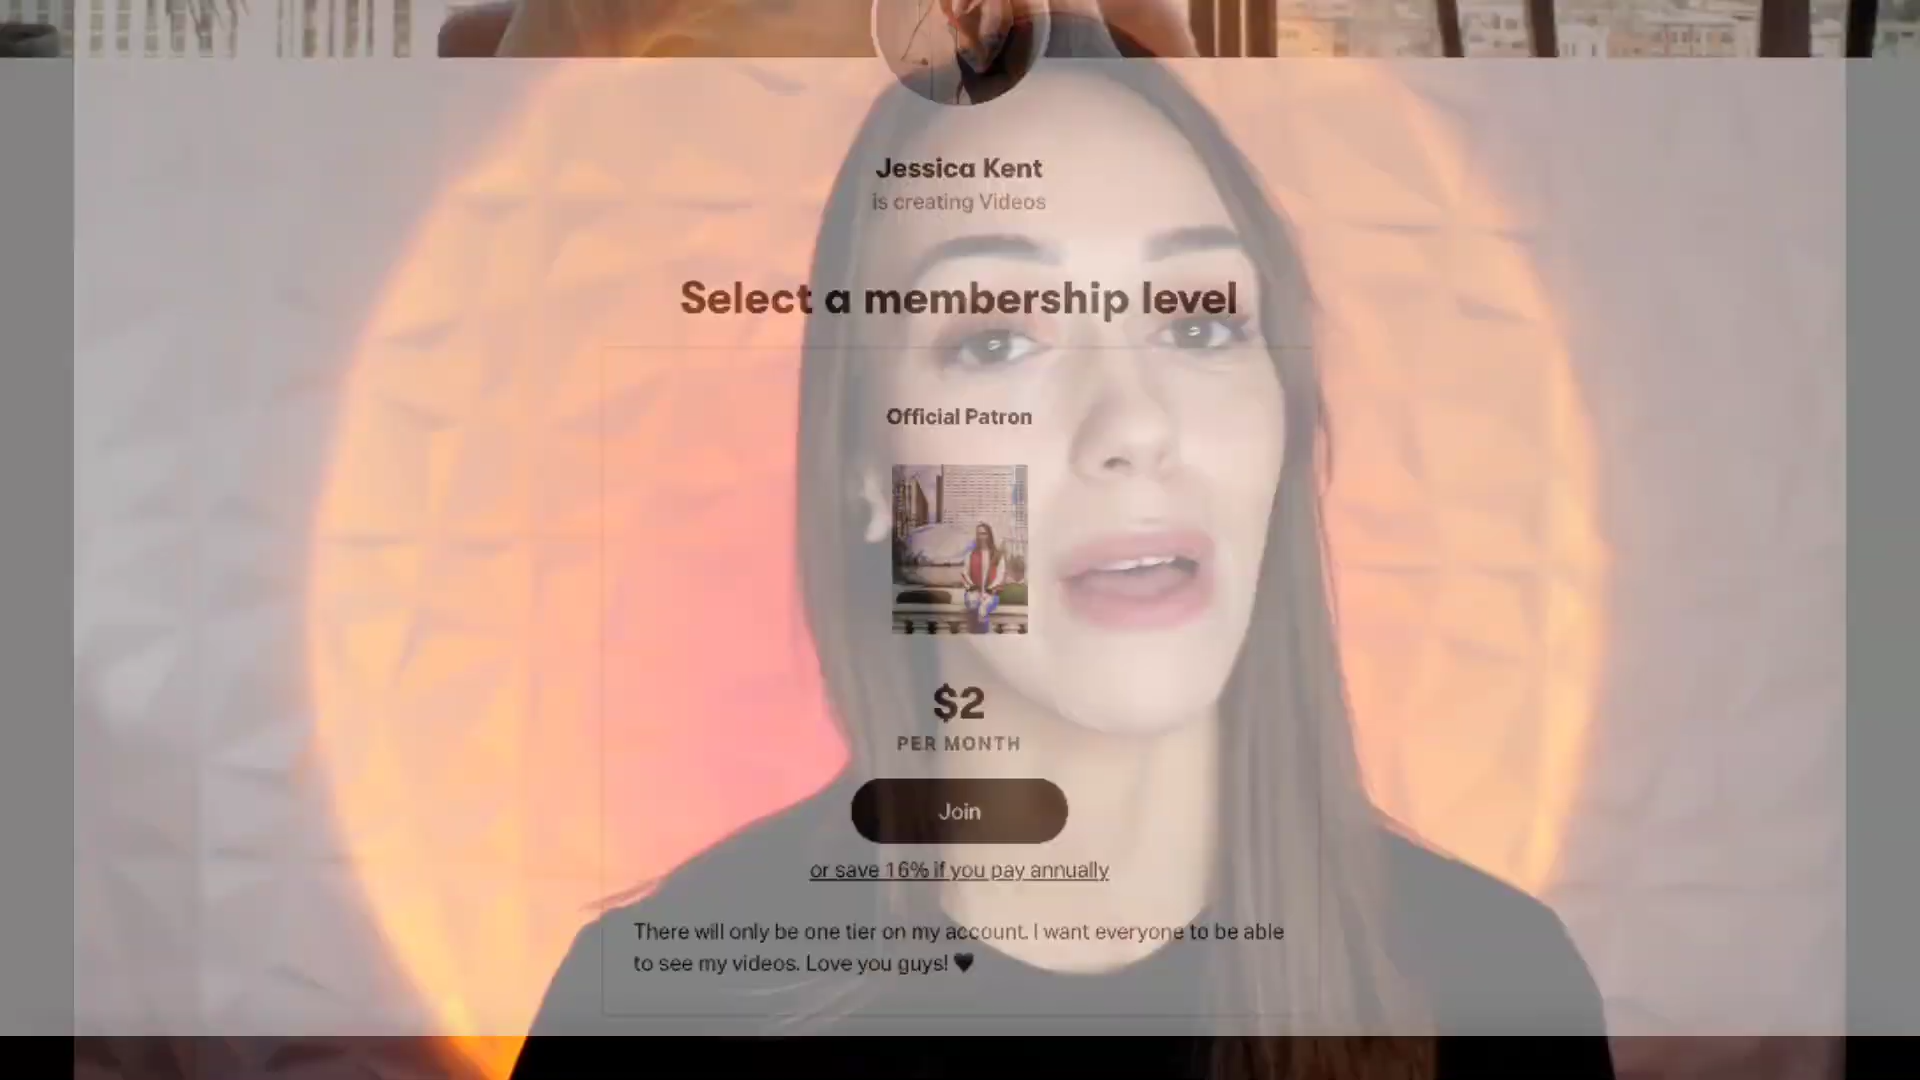 Jessica Kent
is creating Videos
Select a membership level
Official Patron
$2
PER MONTH
Join
or save 16% if you pay annually
There will only be one tier on my account. I want everyone to be able
to see my videos. Love you guys! 🖤